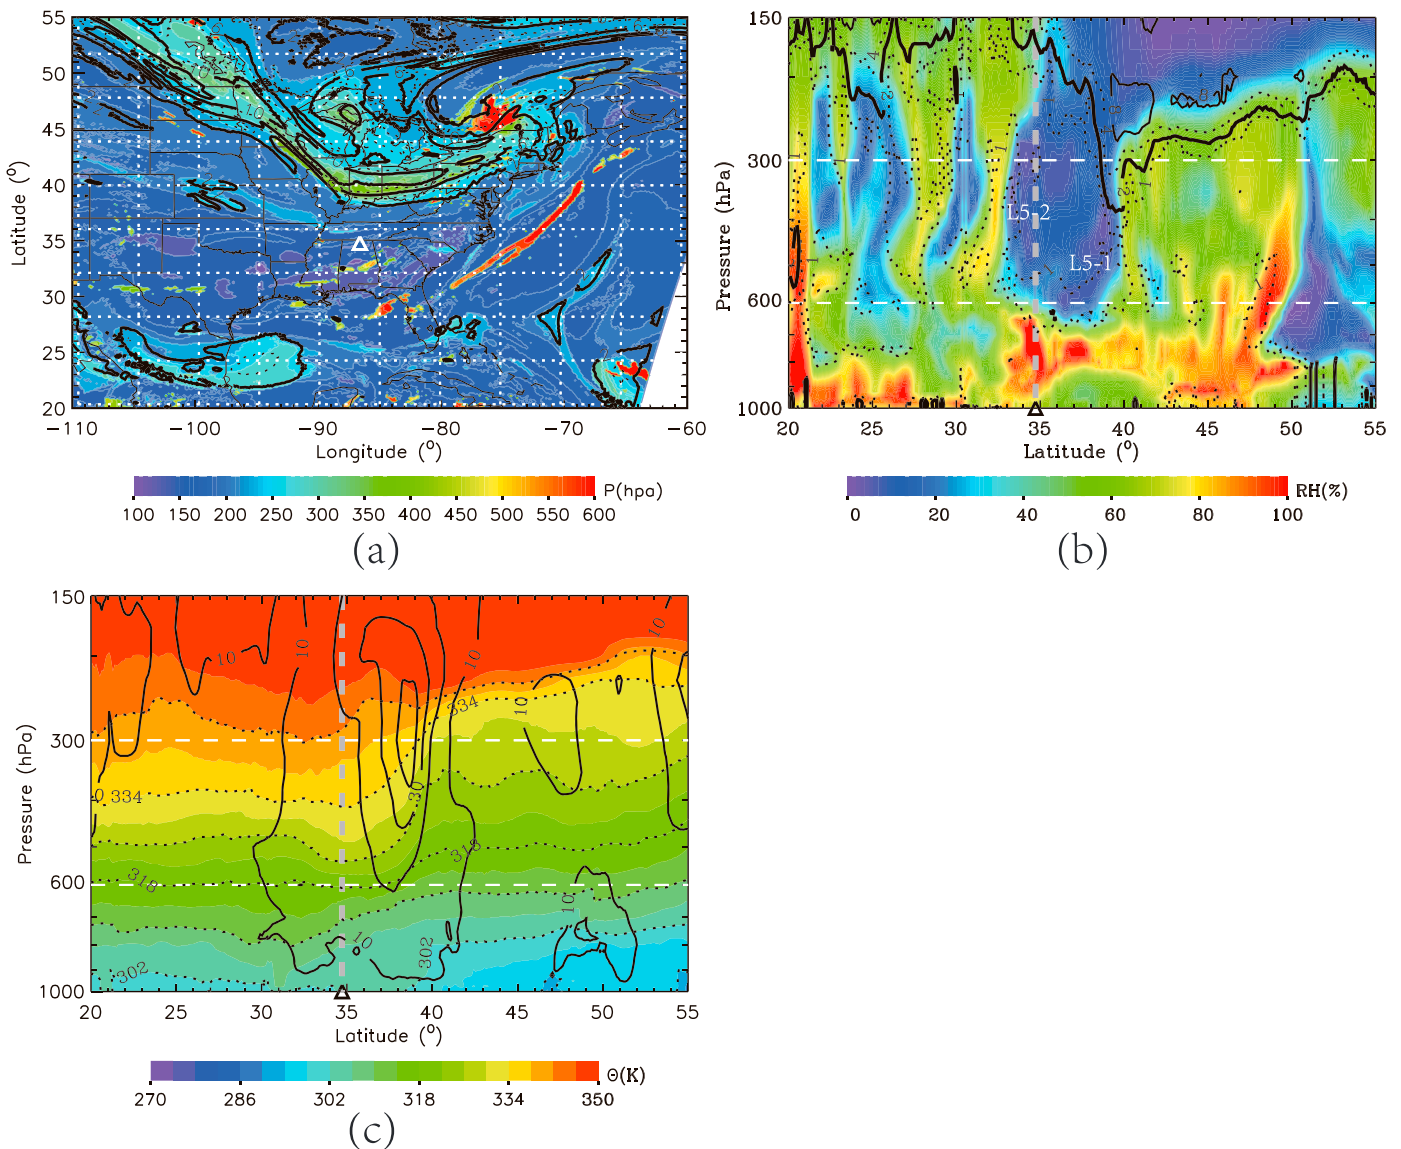 55
50
45
40
35
30
25
20
Latitude (°)
−110
−100
−90
−80
−70
−60
Longitude (°)
P(hpa)
100 150 200 250 300 350 400 450 500 550 600
(a)
150
300
600
1000
Pressure (hPa)
L5-2
L5-1
20 25 30 35 40 45 50 55
Latitude (°)
RH(%)
0 20 40 60 80 100
(b)
150
300
600
1000
Pressure (hPa)
10
10
10
10
10
334
0 334
30
318
318
10
10
302
302
20 25 30 35 40 45 50 55
Latitude (°)
Θ(K)
270 286 302 318 334 350
(c)